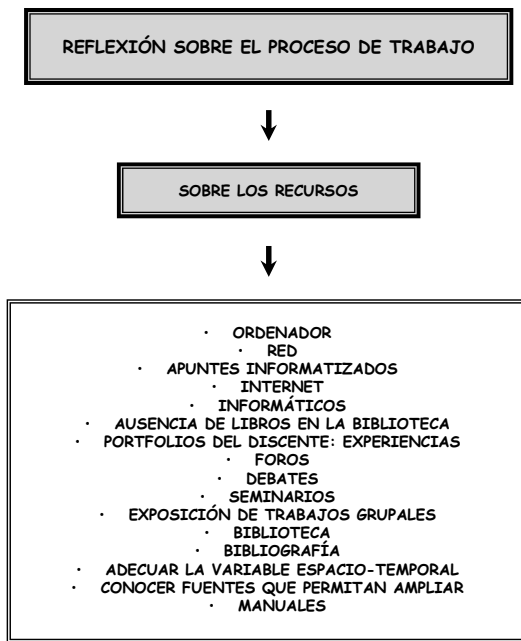 REFLEXIÓN SOBRE EL PROCESO DE TRABAJO
SOBRE LOS RECURSOS
· ORDENADOR
· RED
· APUNTES INFORMATIZADOS
· INTERNET
· INFORMÁTICOS
· AUSENCIA DE LIBROS EN LA BIBLIOTECA
· PORTFOLIOS DEL DISCENTE: EXPERIENCIAS
· FOROS
· DEBATES
· SEMINARIOS
· EXPOSICIÓN DE TRABAJOS GRUPALES
· BIBLIOTECA
· BIBLIOGRAFÍA
· ADECUAR LA VARIABLE ESPACIO-TEMPORAL
· CONOCER FUENTES QUE PERMITAN AMPLIAR
· MANUALES